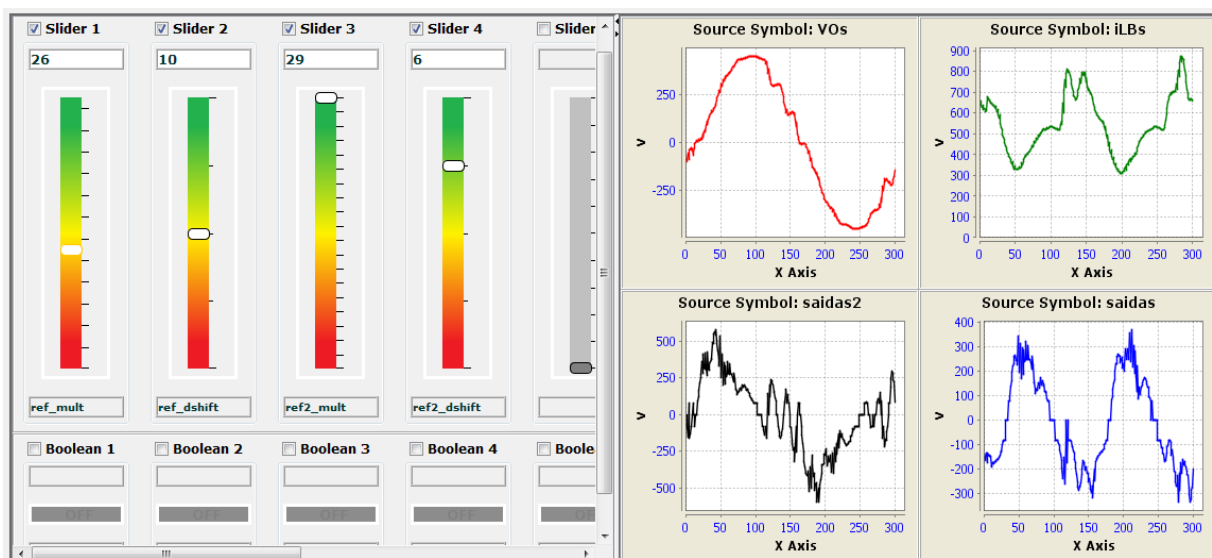 Slider 1
Slider 2
Slider 3
Slider 4
Slider
26
10
29
6
ref_mult
ref_dshift
ref2_mult
ref2_dshift
Boolean 1
Boolean 2
Boolean 3
Boolean 4
Boole
OFF
OFF
OFF
OFF
Source Symbol: VOs
V
250
0
-250
0 50 100 150 200 250 300
X Axis
Source Symbol: iLBs
V
900
800
700
600
500
400
300
200
100
0
0 50 100 150 200 250 300
X Axis
Source Symbol: saidas2
V
500
250
0
-250
-500
0 50 100 150 200 250 300
X Axis
Source Symbol: saidas
V
400
300
200
100
0
-100
-200
-300
0 50 100 150 200 250 300
X Axis